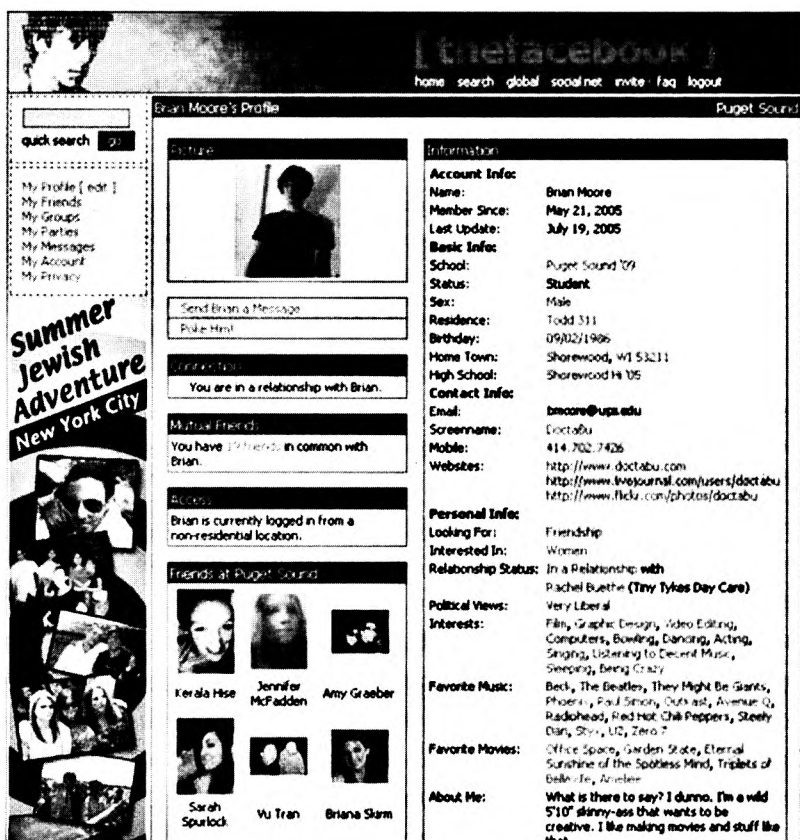 [ thefacebook ]
home search global social net invite faq logout
quick search go
My Profile [ edit ]
My Friends
My Groups
My Parties
My Messages
My Account
My Privacy
Summer
Jewish
Adventure
New York City
Brian Moore's Profile Puget Sound
Picture
Send Brian a Message
Poke Him!
Connection
You are in a relationship with Brian.
Mutual Friends
You have 19 friends in common with
Brian.
Access
Brian is currently logged in from a
non-residential location.
Friends at Puget Sound
Kerala Hise
Jennifer
McFadden
Amy Graeber
Sarah
Spurlock
Vu Tran
Briana Skirm
Information
Account Info:
Name: Brian Moore
Member Since: May 21, 2005
Last Update: July 19, 2005
Basic Info:
School: Puget Sound '09
Status: Student
Sex: Male
Residence: Todd 311
Birthday: 09/02/1986
Home Town: Shorewood, WI 53211
High School: Shorewood Hi '05
Contact Info:
Email: bmoore@ups.edu
Screenname: DoctaBu
Mobile: 414.702.7426
Websites: http://www.doctabu.com
http://www.livejournal.com/users/doctabu
http://www.flickr.com/photos/doctabu
Personal Info:
Looking For: Friendship
Interested In: Women
Relationship Status: In a Relationship with
Rachel Buethe (Tiny Tykes Day Care)
Political Views: Very Liberal
Interests: Film, Graphic Design, Video Editing,
Computers, Bowling, Dancing, Acting,
Singing, Listening to Decent Music,
Sleeping, Being Crazy
Favorite Music: Beck, The Beatles, They Might Be Giants,
Phoenix, Paul Simon, Outkast, Avenue Q,
Radiohead, Red Hot Chili Peppers, Steely
Dan, Styx, U2, Zero 7
Favorite Movies: Office Space, Garden State, Eternal
Sunshine of the Spotless Mind, Triplets of
Belleville, Amelie
About Me: What is there to say? I dunno. I'm a wild
5'10" skinny-ass that wants to be
creative. I like making movies and stuff like
that